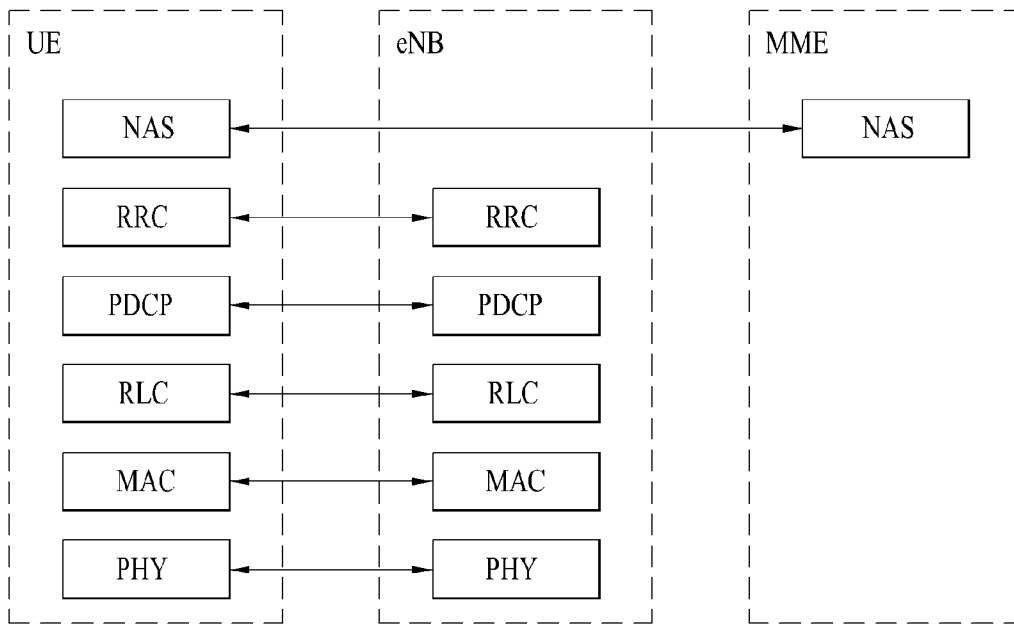 UE eNB MME
NAS NAS
RRC RRC
PDCP PDCP
RLC RLC
MAC MAC
PHY PHY